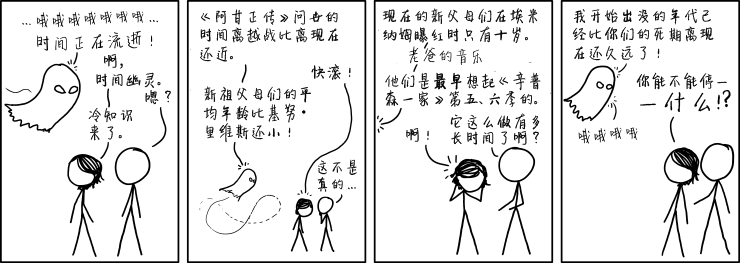 …哦哦哦哦哦哦哦…
时间正在流逝！
啊，
时间幽灵。
嗯？
冷知识
来了。
《阿甘正传》问世的
时间离越战比离现在
还近。
快滚！
新祖父母们的平
均年龄比基努·
里维斯还小！
这不是
真的…
现在的新父母们在埃米
纳姆爆红时只有十岁。
老爸的音乐
他们是最早想起《辛普
森一家》第五、六季的。
啊！
它这么做有多
长时间了啊？
我开始出没的年代已
经比你们的死期离现
在还久远了！
你能不能停一
一什么！？
哦哦哦哦